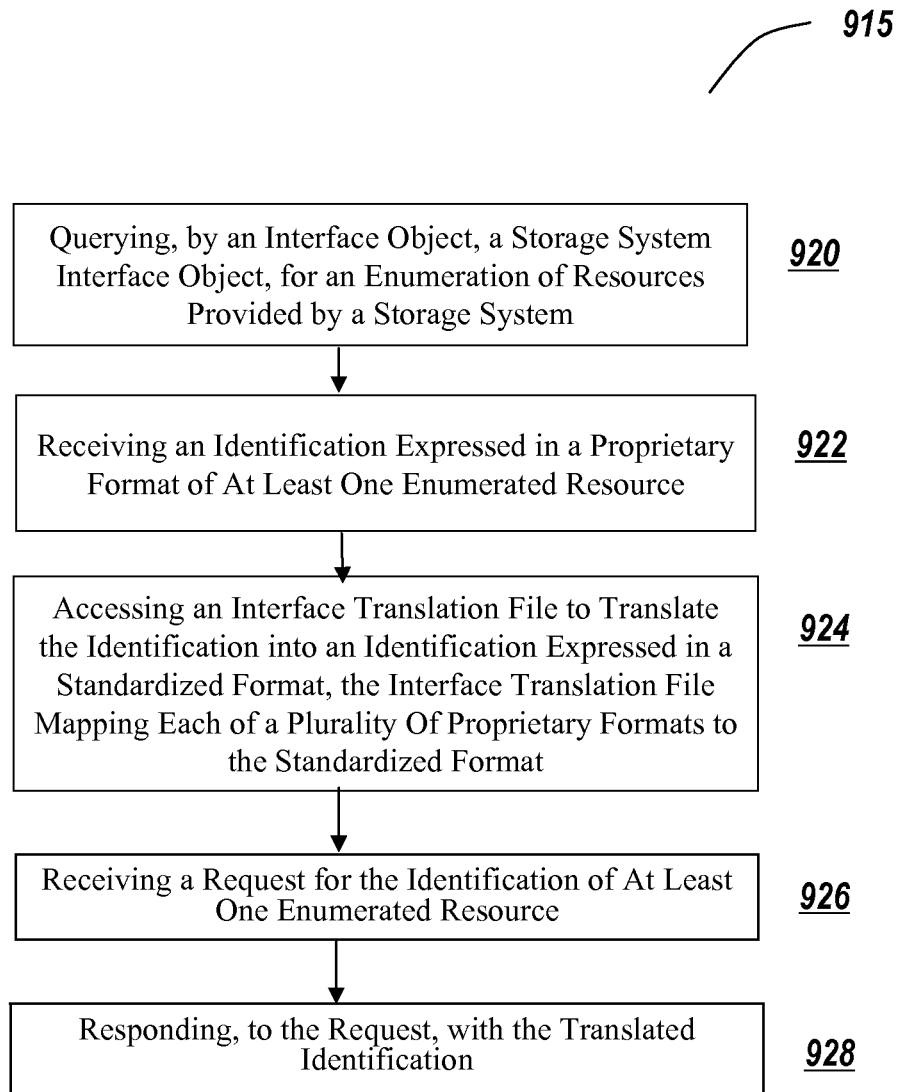 915
Querying, by an Interface Object, a Storage System
Interface Object, for an Enumeration of Resources
Provided by a Storage System
920
Receiving an Identification Expressed in a Proprietary
Format of At Least One Enumerated Resource
922
Accessing an Interface Translation File to Translate
the Identification into an Identification Expressed in a
Standardized Format, the Interface Translation File
Mapping Each of a Plurality Of Proprietary Formats to
the Standardized Format
924
Receiving a Request for the Identification of At Least
One Enumerated Resource
926
Responding, to the Request, with the Translated
Identification
928